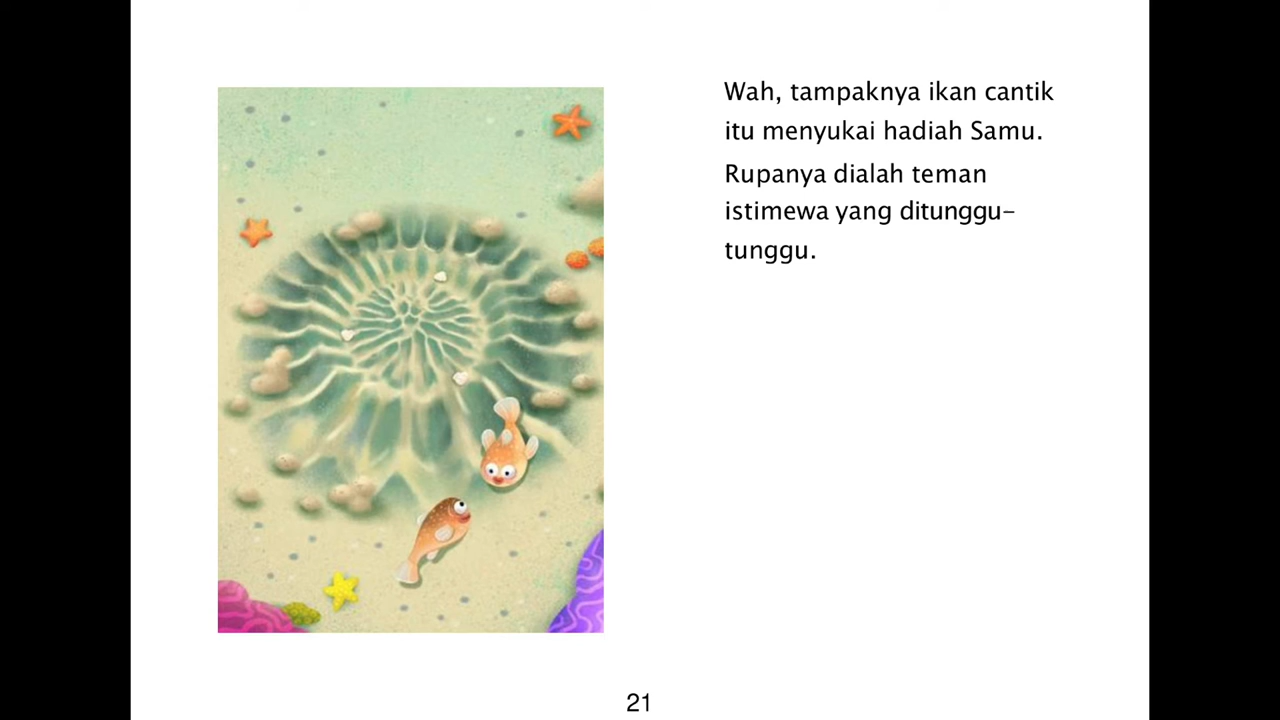 Wah, tampaknya ikan cantik
itu menyukai hadiah Samu.
Rupanya dialah teman
istimewa yang ditunggu-
tunggu.
21